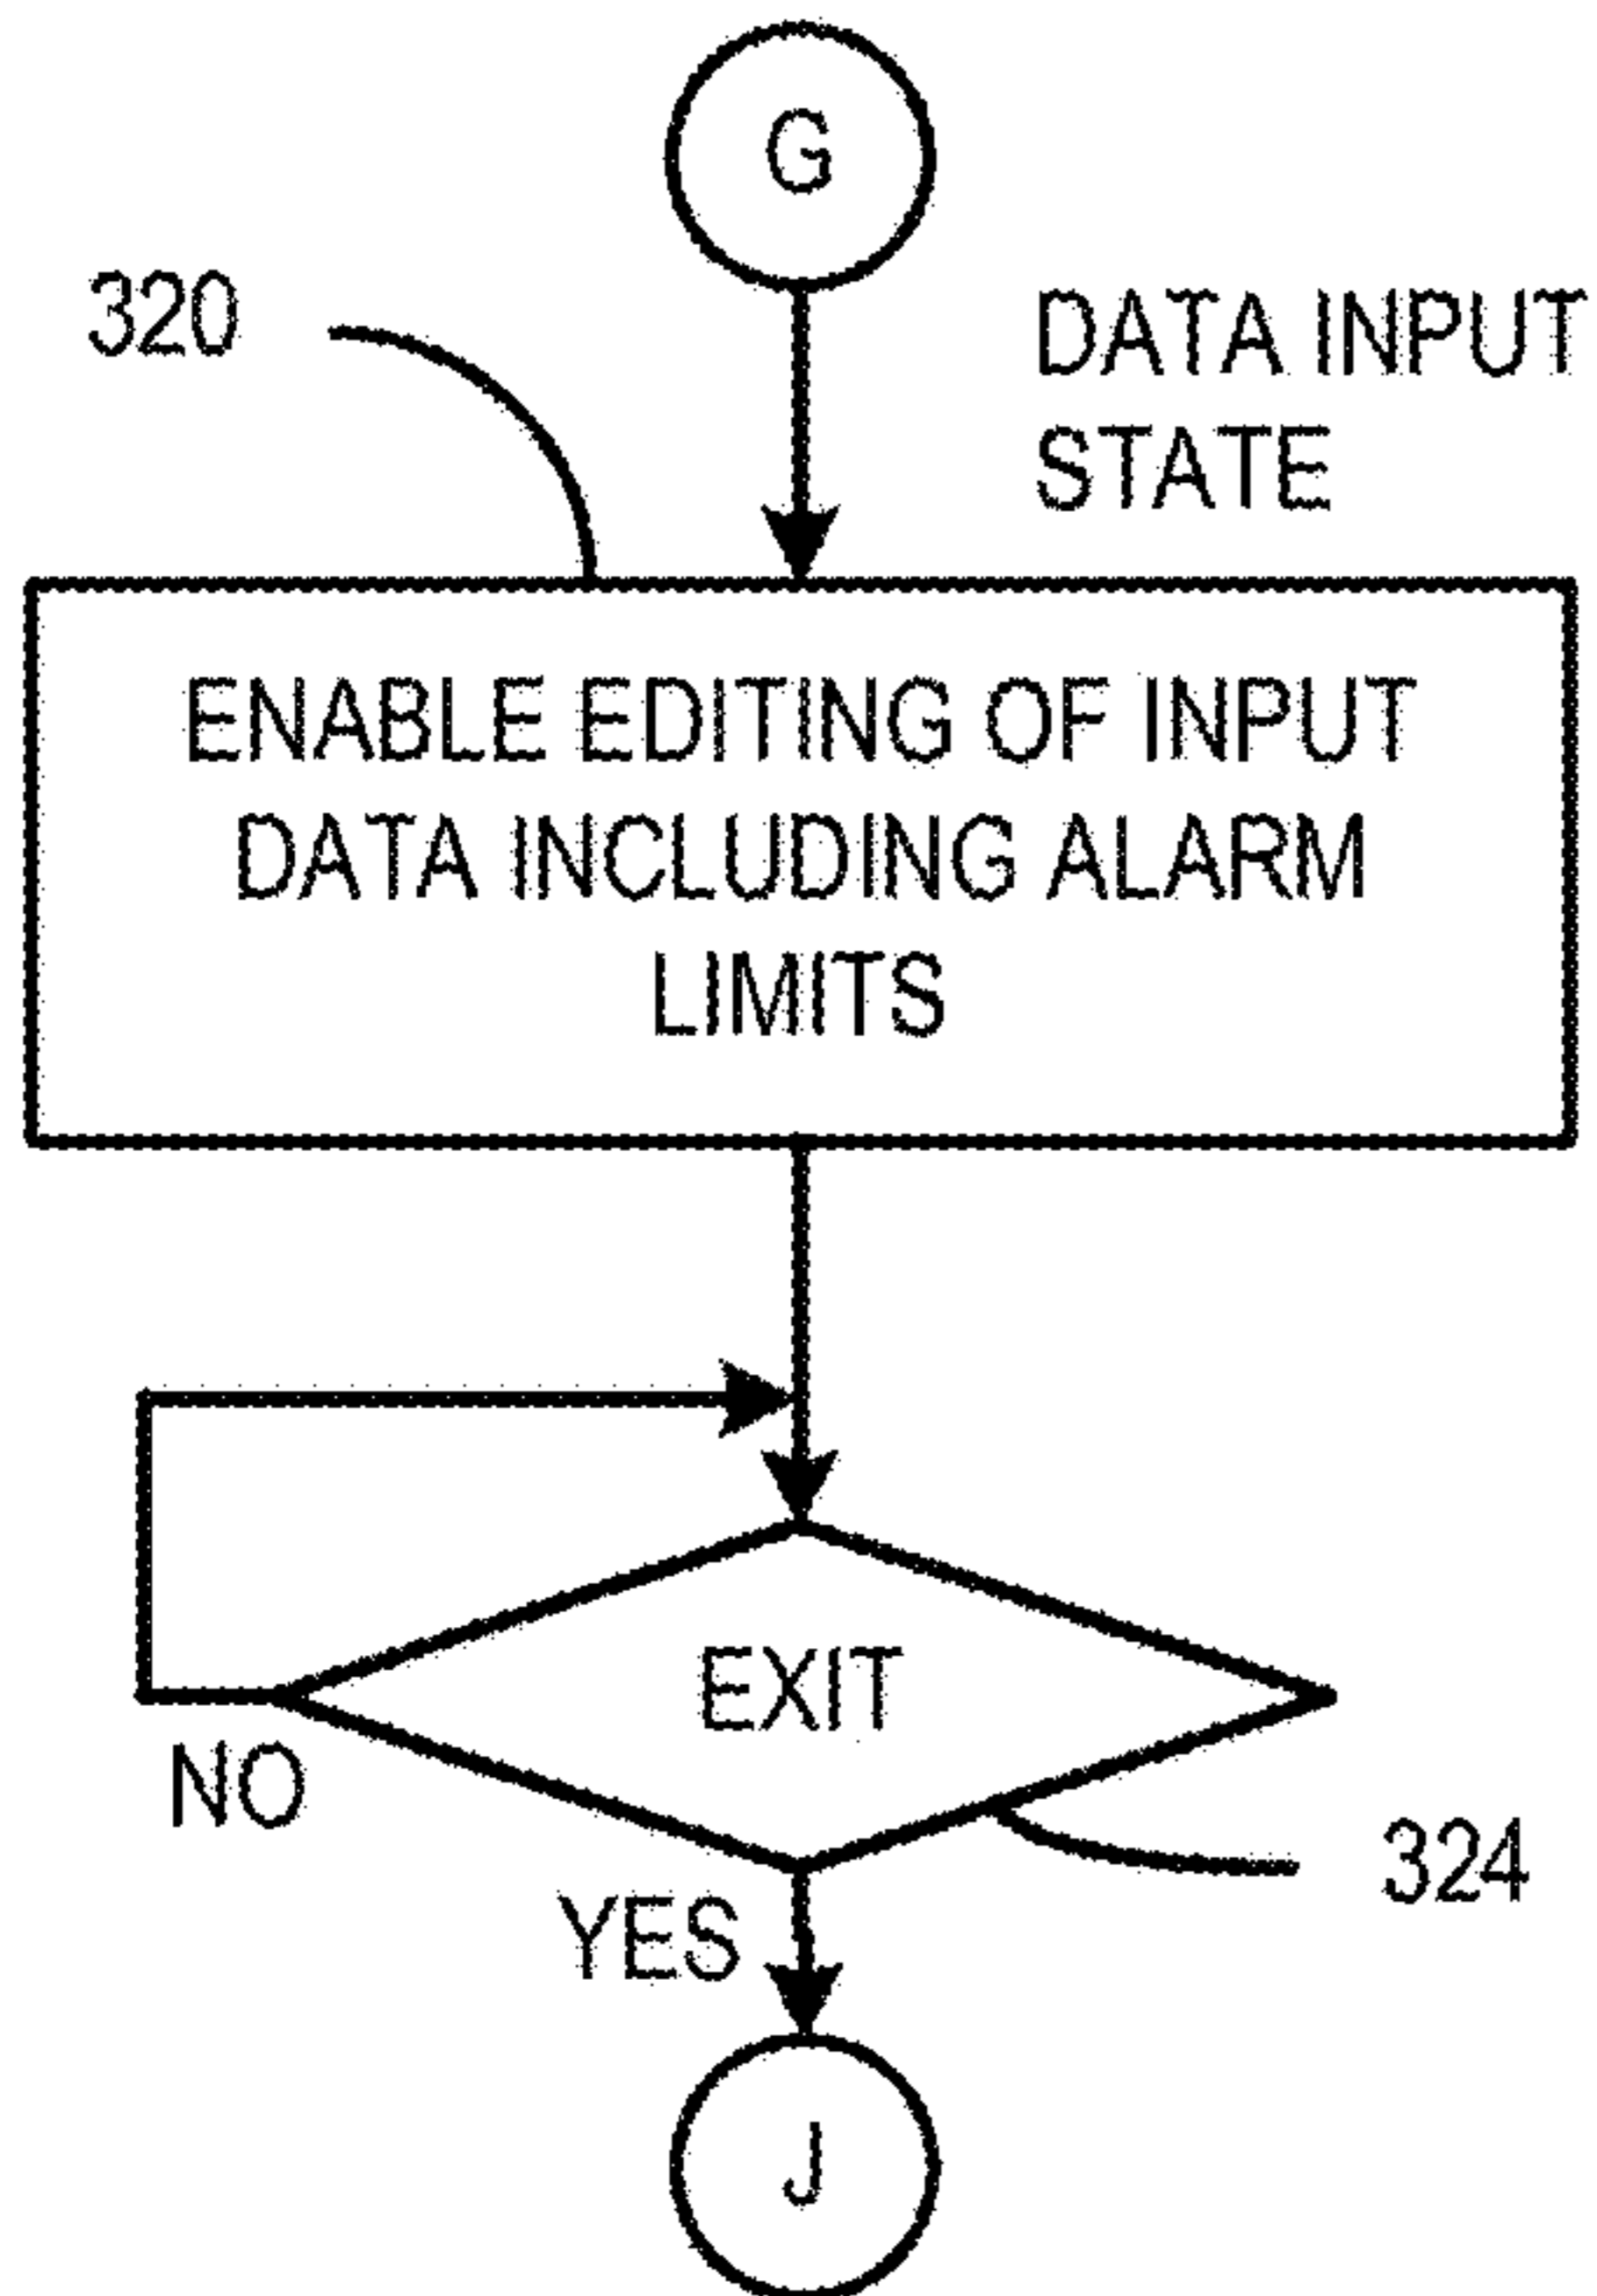 G
320
DATA INPUT
STATE
ENABLE EDITING OF INPUT
DATA INCLUDING ALARM
LIMITS
EXIT
NO
324
YES
J